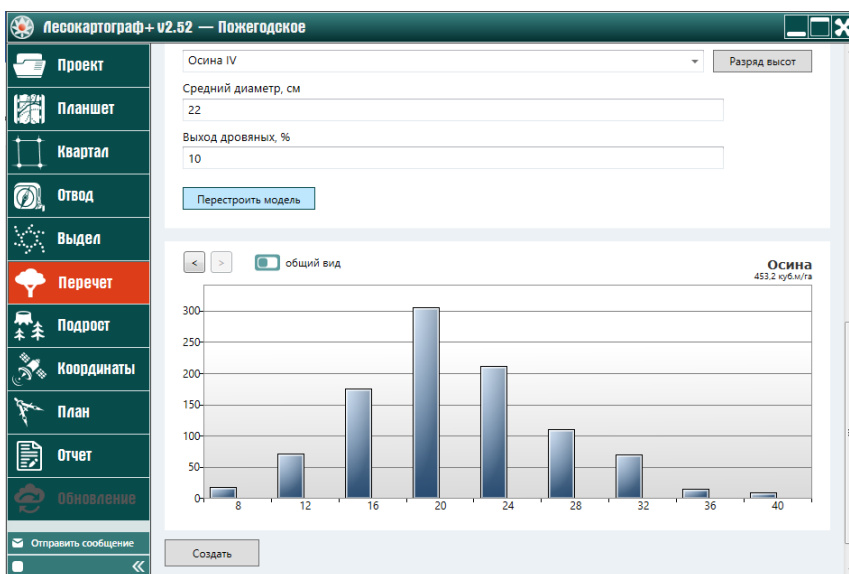 Лесокартограф+ v2.52 — Пожегодское
Проект
Планшет
Квартал
Отвод
Выдел
Перечет
Подрост
Координаты
План
Отчет
Обновление
Отправить сообщение
Осина IV
Разряд высот
Средний диаметр, см
22
Выход дровяных, %
10
Перестроить модель
< >
общий вид
Осина
453,2 куб.м/га
300
250
200
150
100
50
0
8 12 16 20 24 28 32 36 40
Создать